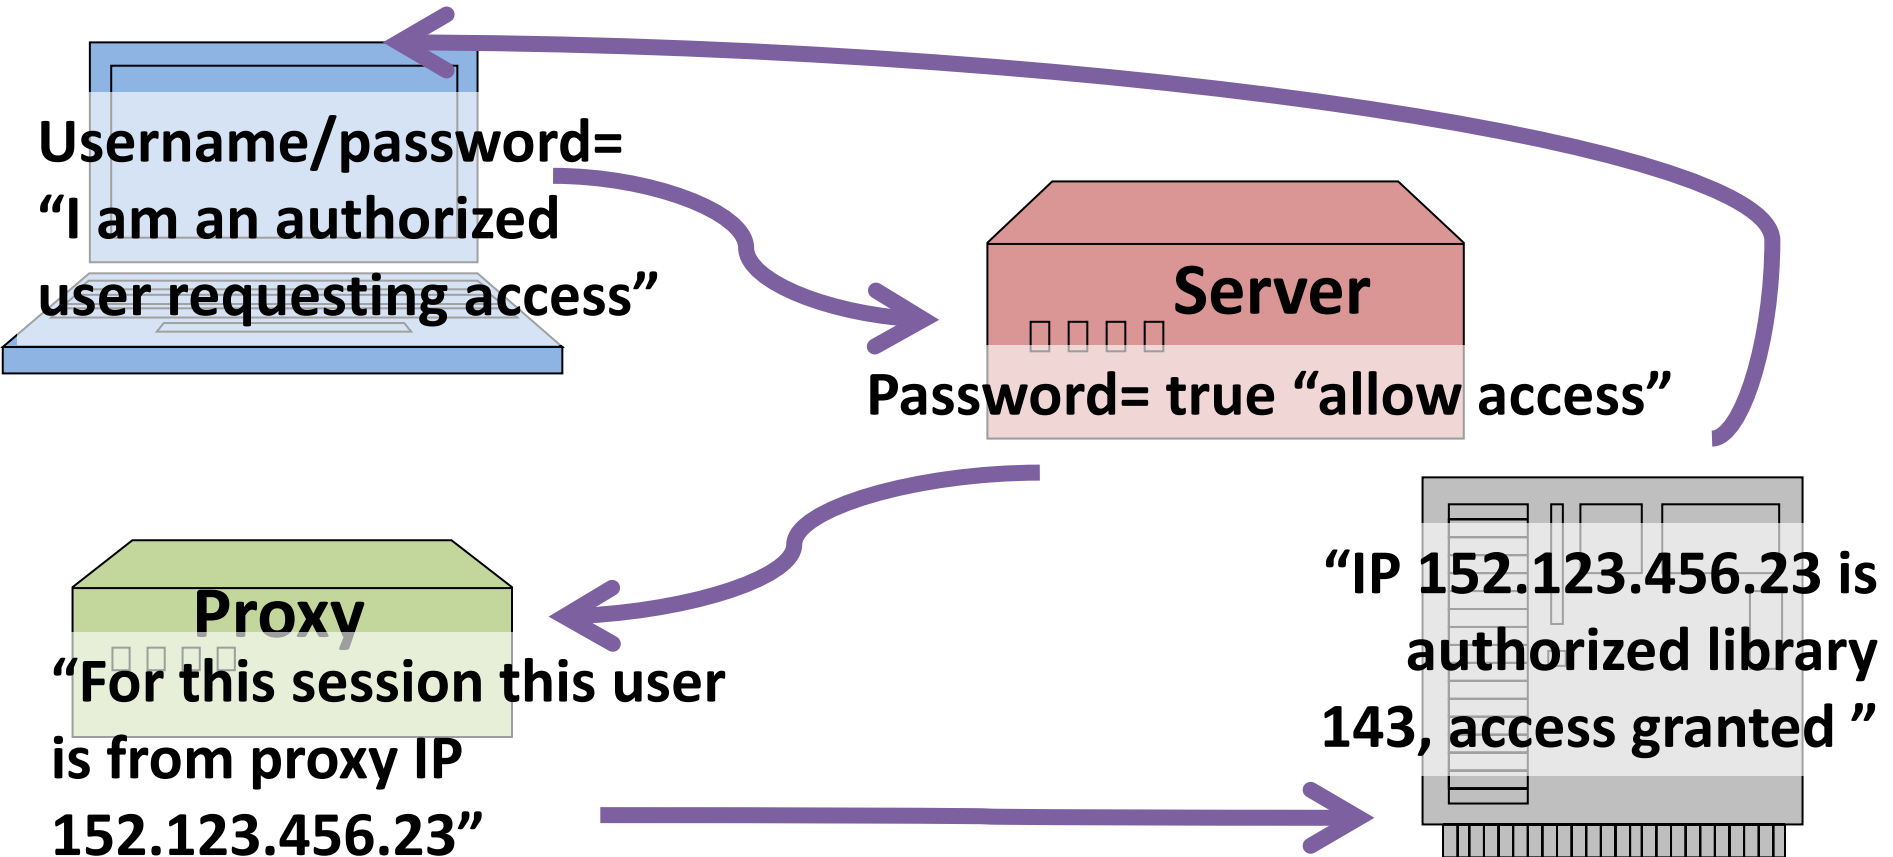 Username/password=
“I am an authorized
user requesting access”
Server
Password= true “allow access”
Proxy
“For this session this user
is from proxy IP
152.123.456.23”
“IP 152.123.456.23 is
authorized library
143, access granted ”